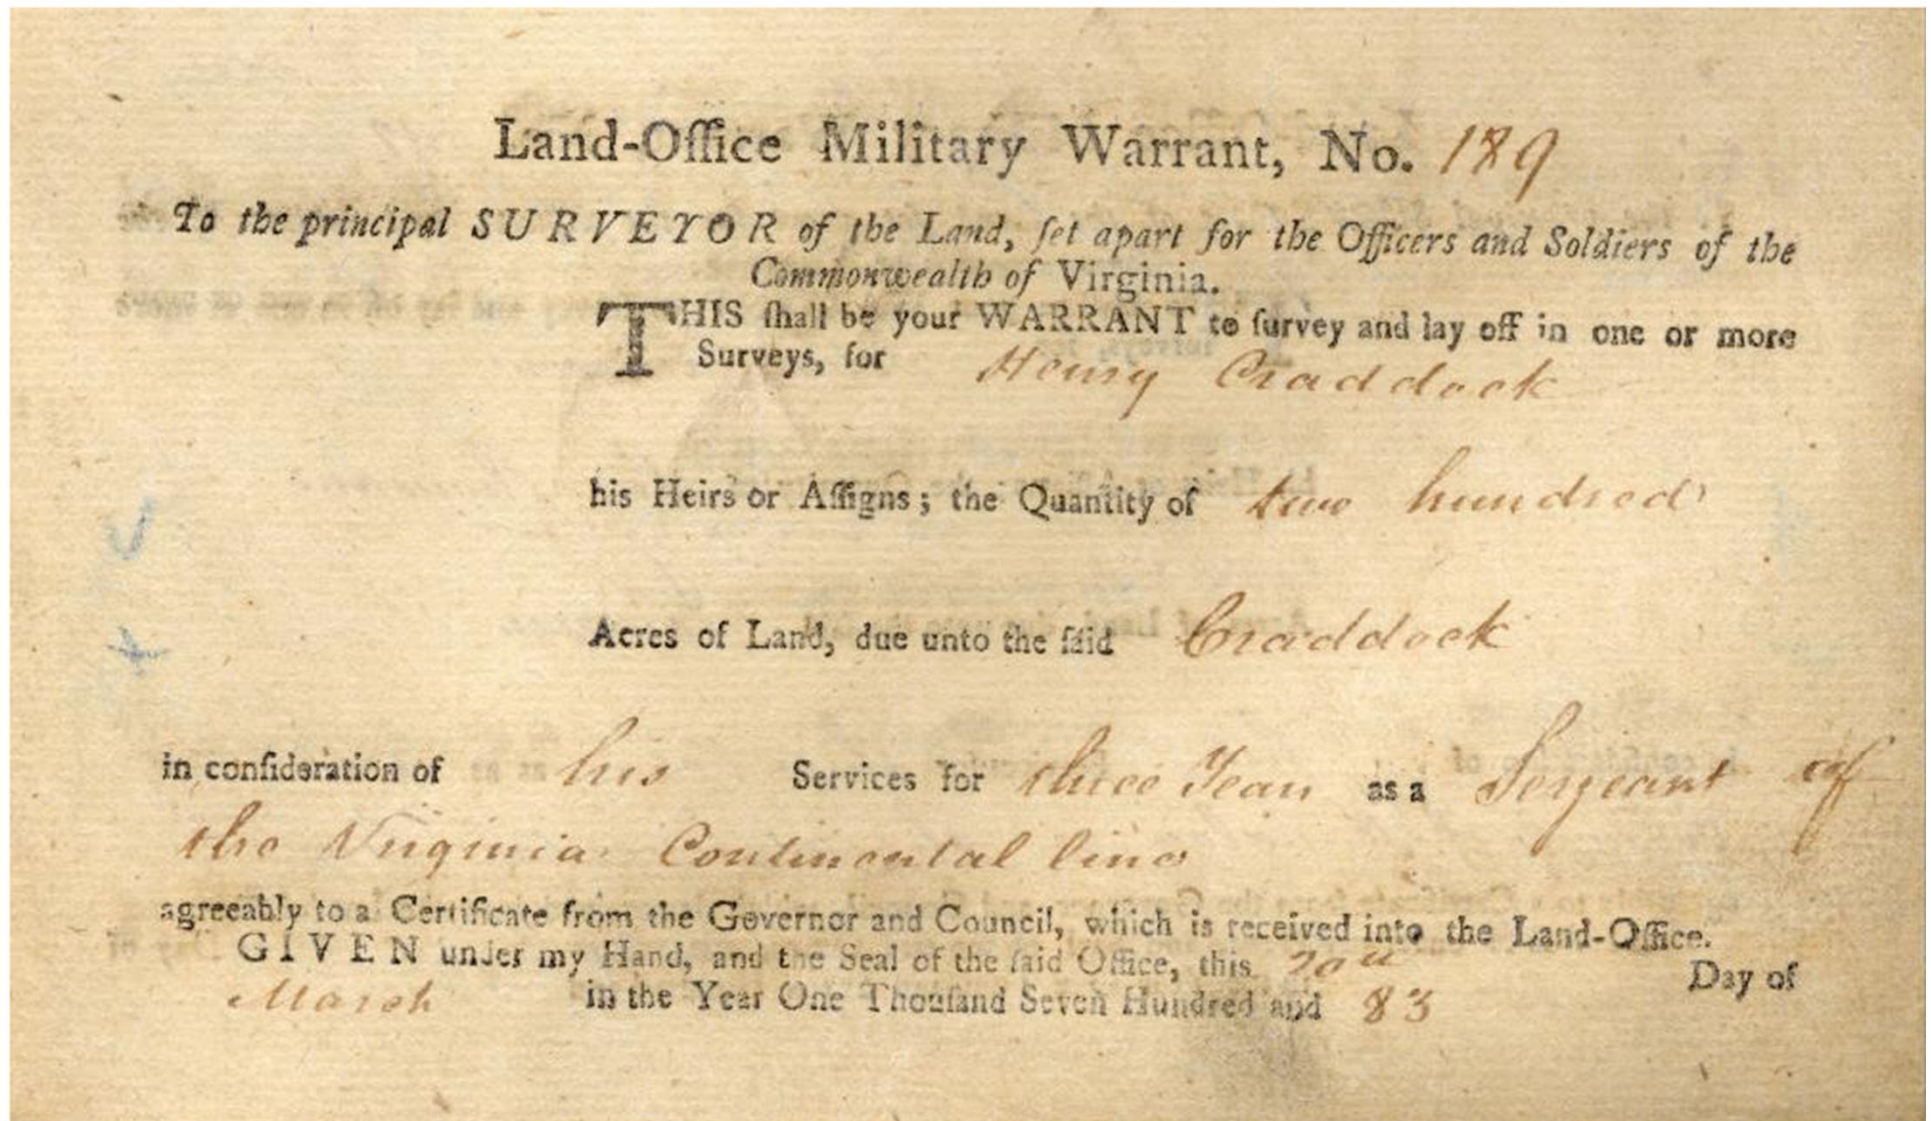 Land-Office Military Warrant, No. 189
To the principal SURVEYOR of the Land, ſet apart for the Officers and Soldiers of the
Commonwealth of Virginia.
THIS ſhall be your WARRANT to ſurvey and lay off in one or more
Surveys, for Henry Craddock
his Heirs or Aſſigns; the Quantity of two hundred
Acres of Land, due unto the ſaid Craddock
in conſideration of his Services for three Years as a Serjeant of
the Virginia Continental line
agreeably to a Certificate from the Governor and Council, which is received into the Land-Office.
GIVEN under my Hand, and the Seal of the ſaid Office, this Day of
March in the Year One Thouſand Seven Hundred and 83